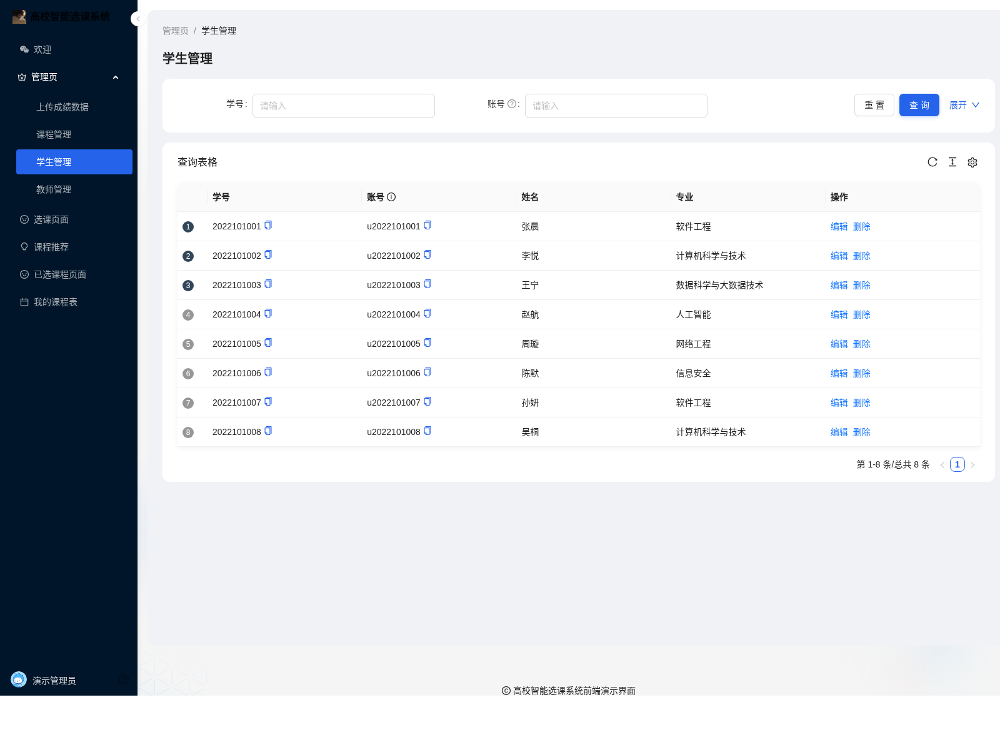 高校智能选课系统
欢迎
管理页
上传成绩数据
课程管理
学生管理
教师管理
选课页面
课程推荐
已选课程页面
我的课程表
演示管理员
管理页 / 学生管理
学生管理
学号: 请输入 账号 : 请输入 重 置 查 询 展开
查询表格
学号 账号 姓名 专业 操作
1 2022101001 u2022101001 张晨 软件工程 编辑 删除
2 2022101002 u2022101002 李悦 计算机科学与技术 编辑 删除
3 2022101003 u2022101003 王宁 数据科学与大数据技术 编辑 删除
4 2022101004 u2022101004 赵航 人工智能 编辑 删除
5 2022101005 u2022101005 周璇 网络工程 编辑 删除
6 2022101006 u2022101006 陈默 信息安全 编辑 删除
7 2022101007 u2022101007 孙妍 软件工程 编辑 删除
8 2022101008 u2022101008 吴桐 计算机科学与技术 编辑 删除
第 1-8 条/总共 8 条 1
© 高校智能选课系统前端演示界面